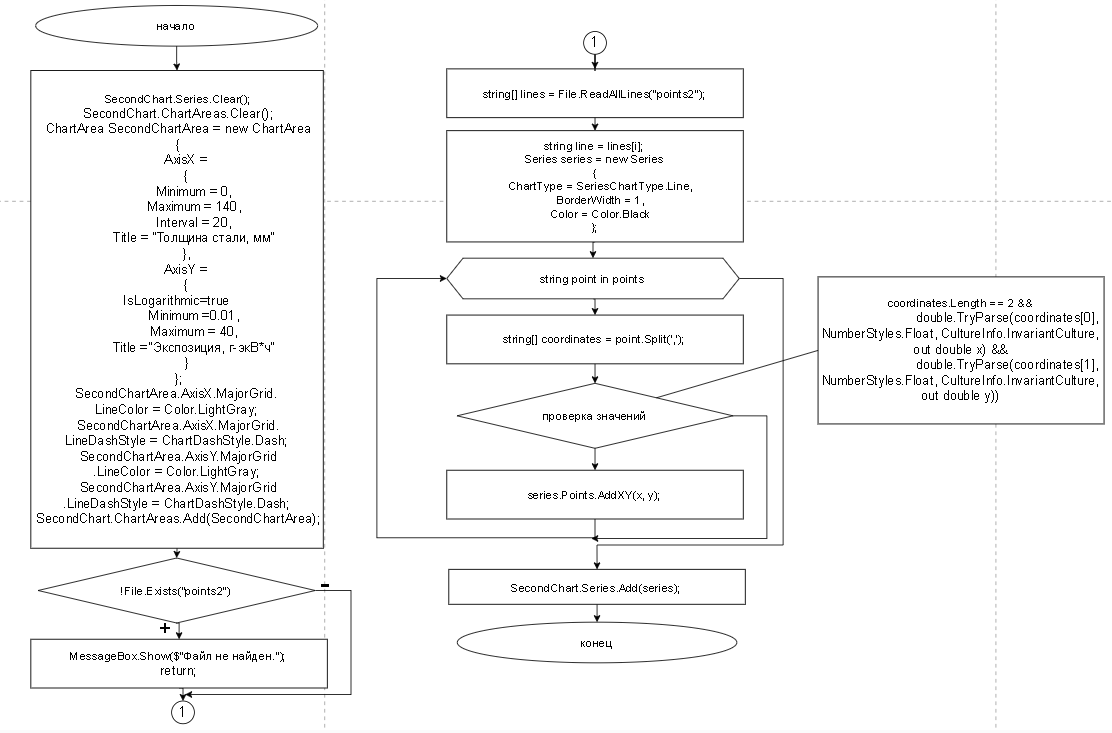 начало
SecondChart.Series.Clear();
SecondChart.ChartAreas.Clear();
ChartArea SecondChartArea = new ChartArea
{
AxisX =
{
Minimum = 0,
Maximum = 140,
Interval = 20,
Title = "Толщина стали, мм"
},
AxisY =
{
IsLogarithmic=true
Minimum =0.01,
Maximum = 40,
Title ="Экспозиция, г-экВ*ч"
}
};
SecondChartArea.AxisX.MajorGrid.
LineColor = Color.LightGray;
SecondChartArea.AxisX.MajorGrid.
LineDashStyle = ChartDashStyle.Dash;
SecondChartArea.AxisY.MajorGrid
.LineColor = Color.LightGray;
SecondChartArea.AxisY.MajorGrid
.LineDashStyle = ChartDashStyle.Dash;
SecondChart.ChartAreas.Add(SecondChartArea);
!File.Exists("points2")
-
+
MessageBox.Show($"Файл не найден.");
return;
1
1
string[] lines = File.ReadAllLines("points2");
string line = lines[i];
Series series = new Series
{
ChartType = SeriesChartType.Line,
BorderWidth = 1,
Color = Color.Black
};
string point in points
string[] coordinates = point.Split(',');
проверка значений
series.Points.AddXY(x, y);
SecondChart.Series.Add(series);
конец
coordinates.Length == 2 &&
double.TryParse(coordinates[0],
NumberStyles.Float, CultureInfo.InvariantCulture,
out double x) &&
double.TryParse(coordinates[1],
NumberStyles.Float, CultureInfo.InvariantCulture,
out double y))